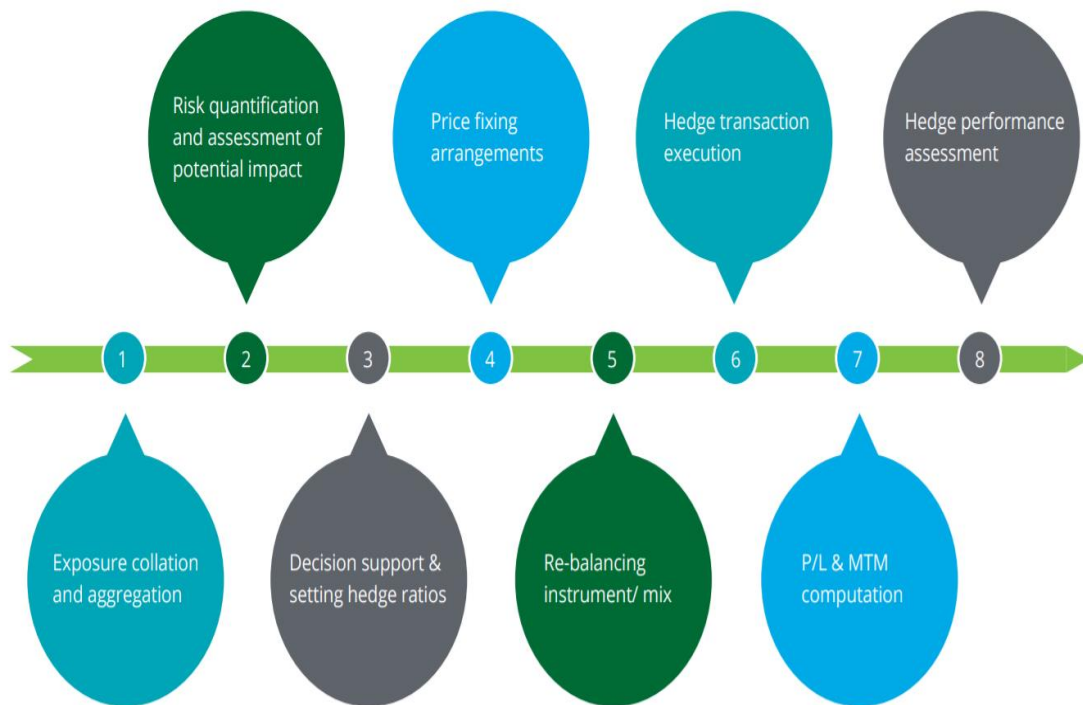 Risk quantification
and assessment of
potential impact
Price fixing
arrangements
Hedge transaction
execution
Hedge performance
assessment
1
2
3
4
5
6
7
8
Exposure collation
and aggregation
Decision support &
setting hedge ratios
Re-balancing
instrument/ mix
P/L & MTM
computation